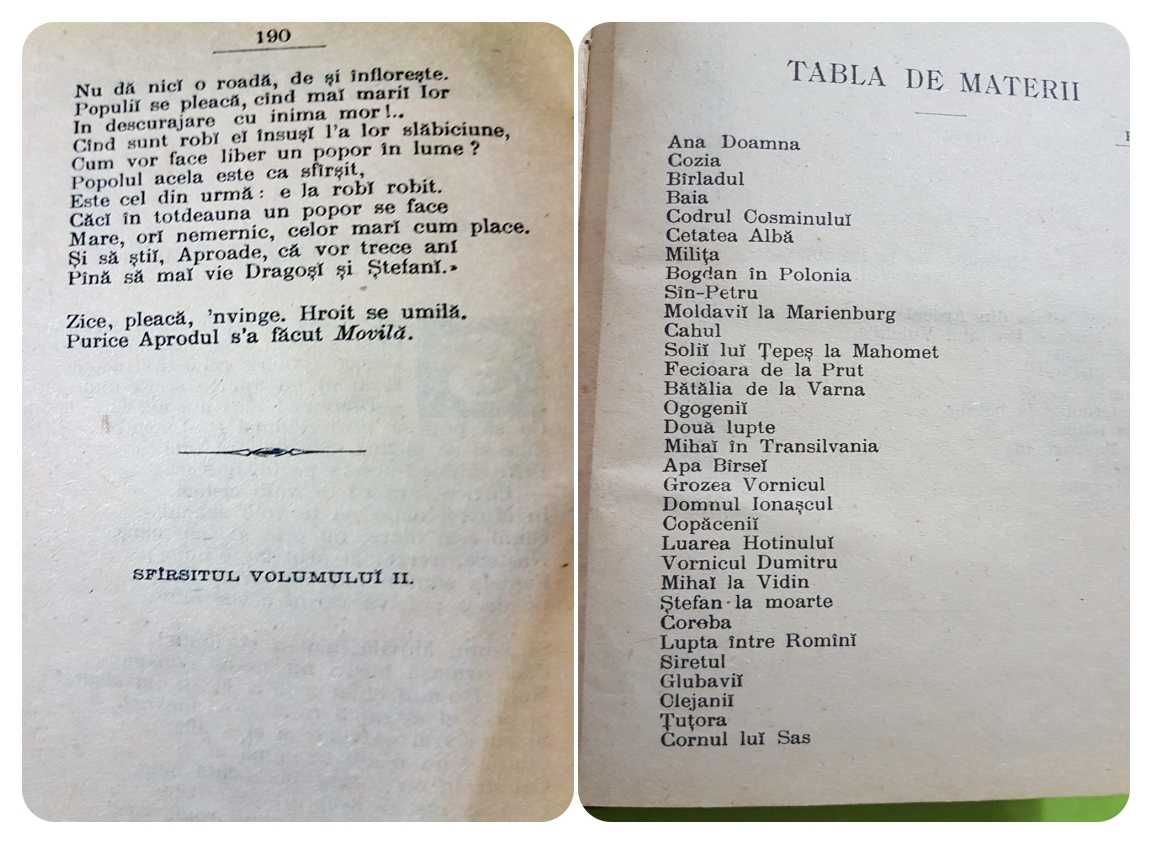 190
Nu dă nicĭ o roadă, de și înflorește.
Populiĭ se pleacă, cînd maĭ mariĭ lor
In descurajare cu inima mor!..
Cînd sunt robĭ eĭ însușĭ l'a lor slăbiciune,
Cum vor face liber un popor în lume?
Popolul acela este ca sfîrșit,
Este cel din urmă: e la robĭ robit.
Căcĭ în totdeauna un popor se face
Mare, orĭ nemernic, celor marĭ cum place.
Și să știĭ, Aproade, că vor trece anĭ
Pînă să maĭ vie Dragoșĭ și Ștefanĭ.»
Zice, pleacă, 'nvinge. Hroit se umilă.
Purice Aprodul s'a făcut Movilă.
SFÎRSITUL VOLUMULUĬ II.
TABLA DE MATERII
Ana Doamna
Cozia
Bîrladul
Baia
Codrul Cosminuluĭ
Cetatea Albă
Milița
Bogdan în Polonia
Sîn-Petru
Moldaviĭ la Marienburg
Cahul
Soliĭ luĭ Țepeș la Mahomet
Fecioara de la Prut
Bătălia de la Varna
Ogogeniĭ
Două lupte
Mihaĭ în Transilvania
Apa Bîrseĭ
Grozea Vornicul
Domnul Ionașcul
Copăceniĭ
Luarea Hotinuluĭ
Vornicul Dumitru
Mihaĭ la Vidin
Ștefan la moarte
Coroba
Lupta între Romînĭ
Siretul
Glubaviĭ
Clejaniĭ
Țuțora
Cornul luĭ Sas